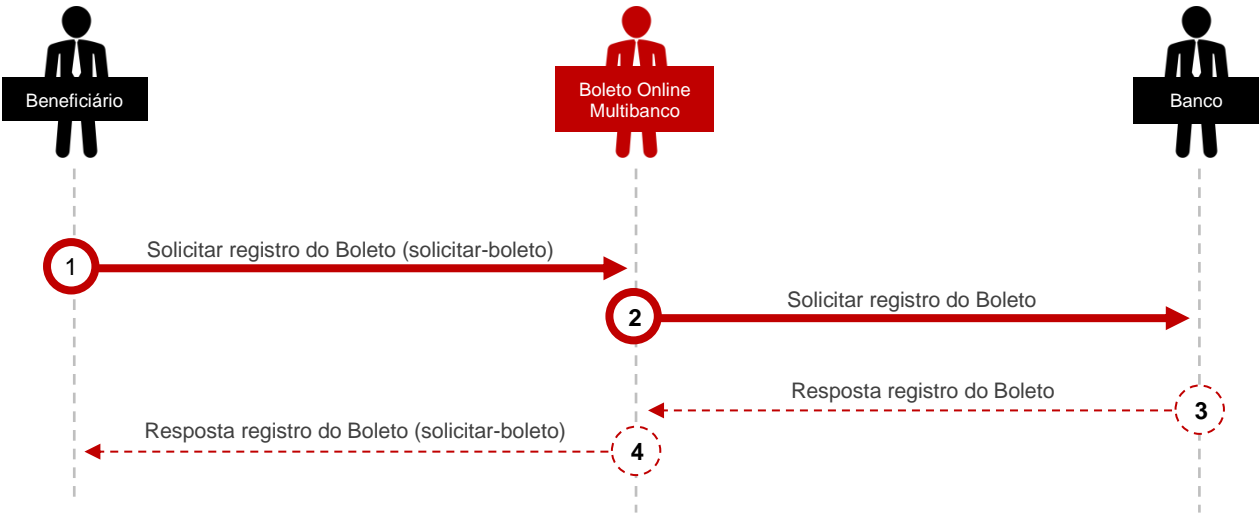 Beneficiário
Boleto Online
Multibanco
Banco
Solicitar registro do Boleto (solicitar-boleto)
1
Solicitar registro do Boleto
2
Resposta registro do Boleto
3
Resposta registro do Boleto (solicitar-boleto)
4